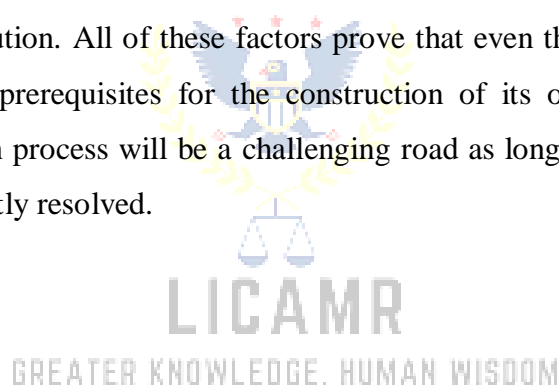 ution. All of these factors prove that even th
prerequisites for the construction of its o
n process will be a challenging road as long
tly resolved.
LICAMR
GREATER KNOWLEDGE, HUMAN WISDOM